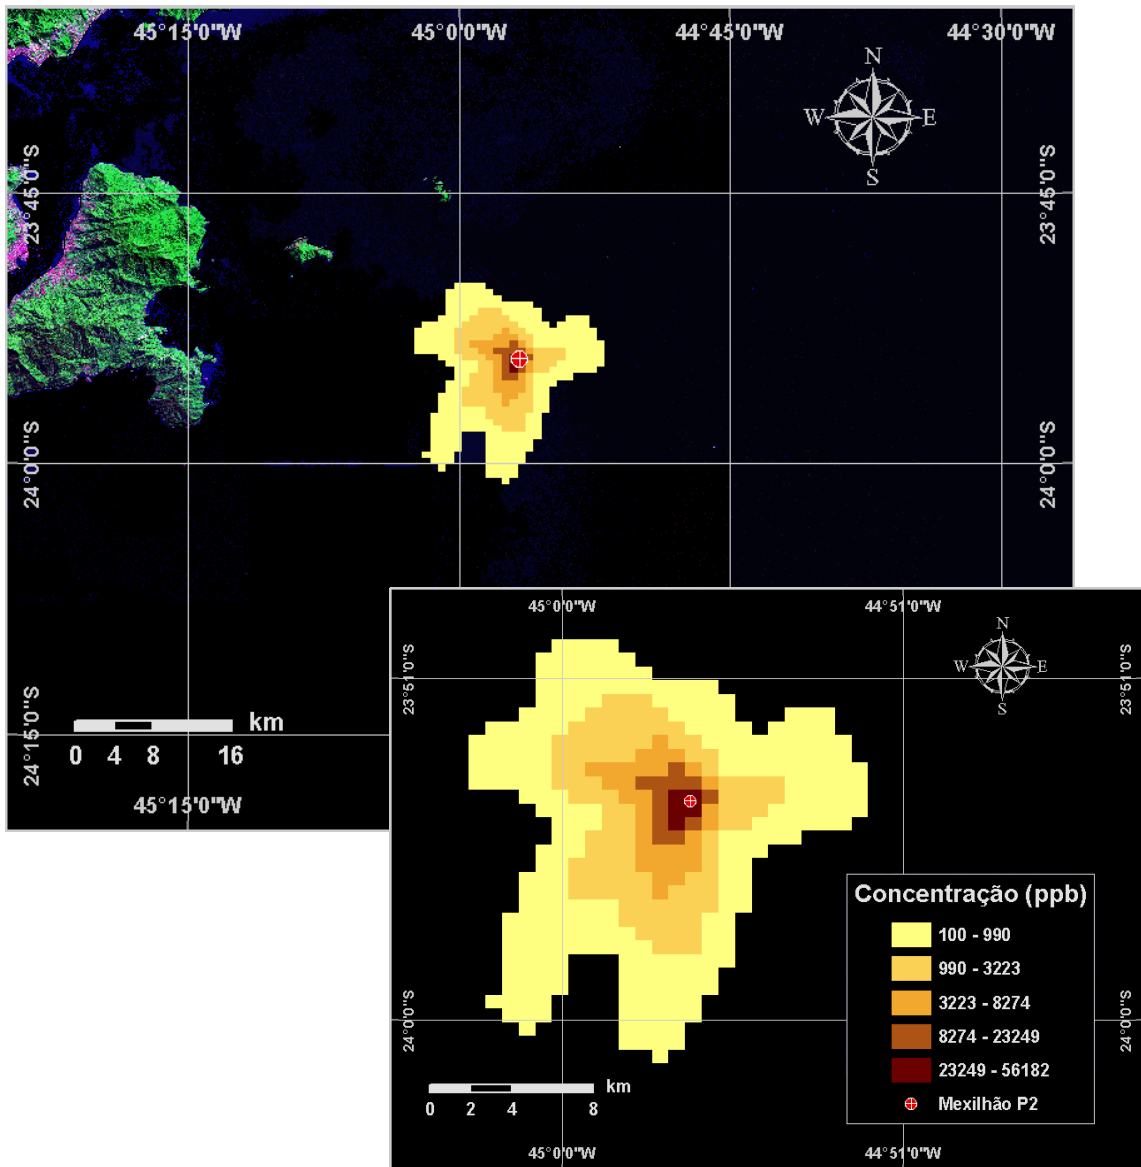 45°15'0"W 45°0'0"W 44°45'0"W 44°30'0"W
N
W E
S
23°45'0"S 23°45'0"S
24°0'0"S 24°0'0"S
24°15'0"S
km
0 4 8 16
45°15'0"W
45°0'0"W 44°51'0"W
N
W E
S
23°51'0"S 23°51'0"S
24°0'0"S 24°0'0"S
Concentração (ppb)
100 - 990
990 - 3223
3223 - 8274
8274 - 23249
23249 - 56182
Mexilhão P2
km
0 2 4 8
45°0'0"W 44°51'0"W